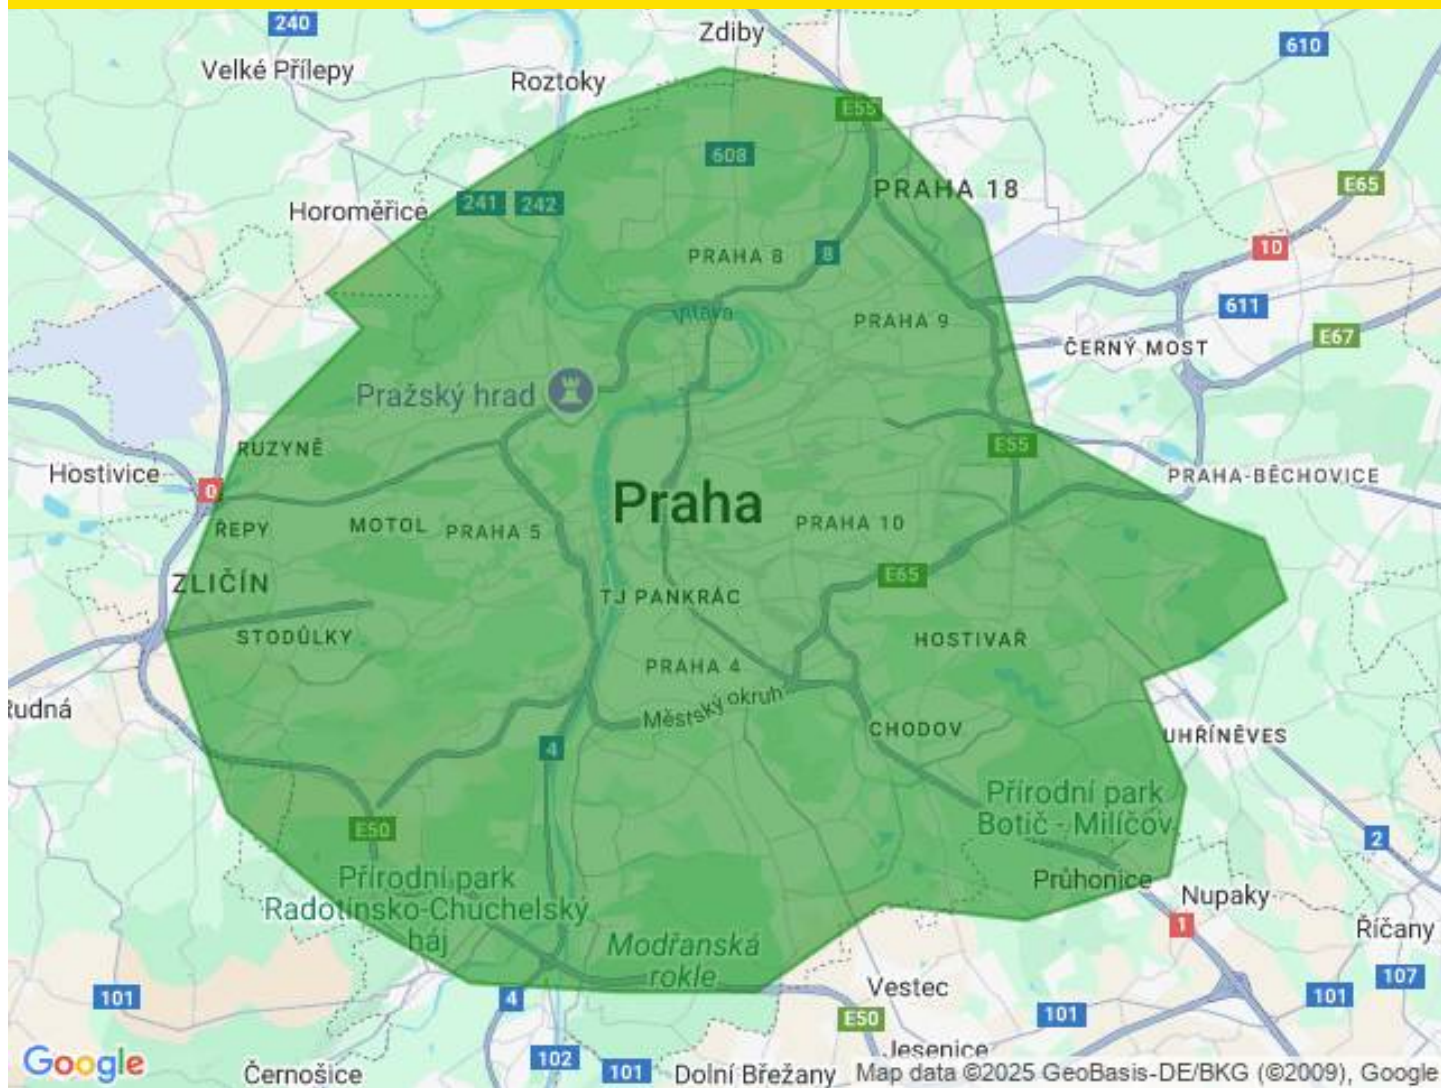 240
Zdiby
610
Velké Přílepy
Roztoky
E55
608
E65
PRAHA 18
Horoměřice
241
242
10
PRAHA 8
8
611
Vltava
PRAHA 9
E67
ČERNÝ MOST
Pražský hrad
RUZYNĚ
E55
Hostivice
PRAHA-BĚCHOVICE
0
Praha
ŘEPY
MOTOL
PRAHA 5
PRAHA 10
ZLIČÍN
E65
TJ PANKRÁC
STODŮLKY
HOSTIVAŘ
PRAHA 4
Rudná
Městský okruh
CHODOV
UHŘÍNĚVES
4
Přírodní park
Botič - Milíčov
E50
2
Přírodní park
Radotínsko-Chuchelský
háj
Průhonice
Nupaky
1
Říčany
Modřanská
rokle
101
4
Vestec
107
101
101
E50
Jesenice
Google
Černošice
102
101
Dolní Břežany
Map data ©2025 GeoBasis-DE/BKG (©2009), Google